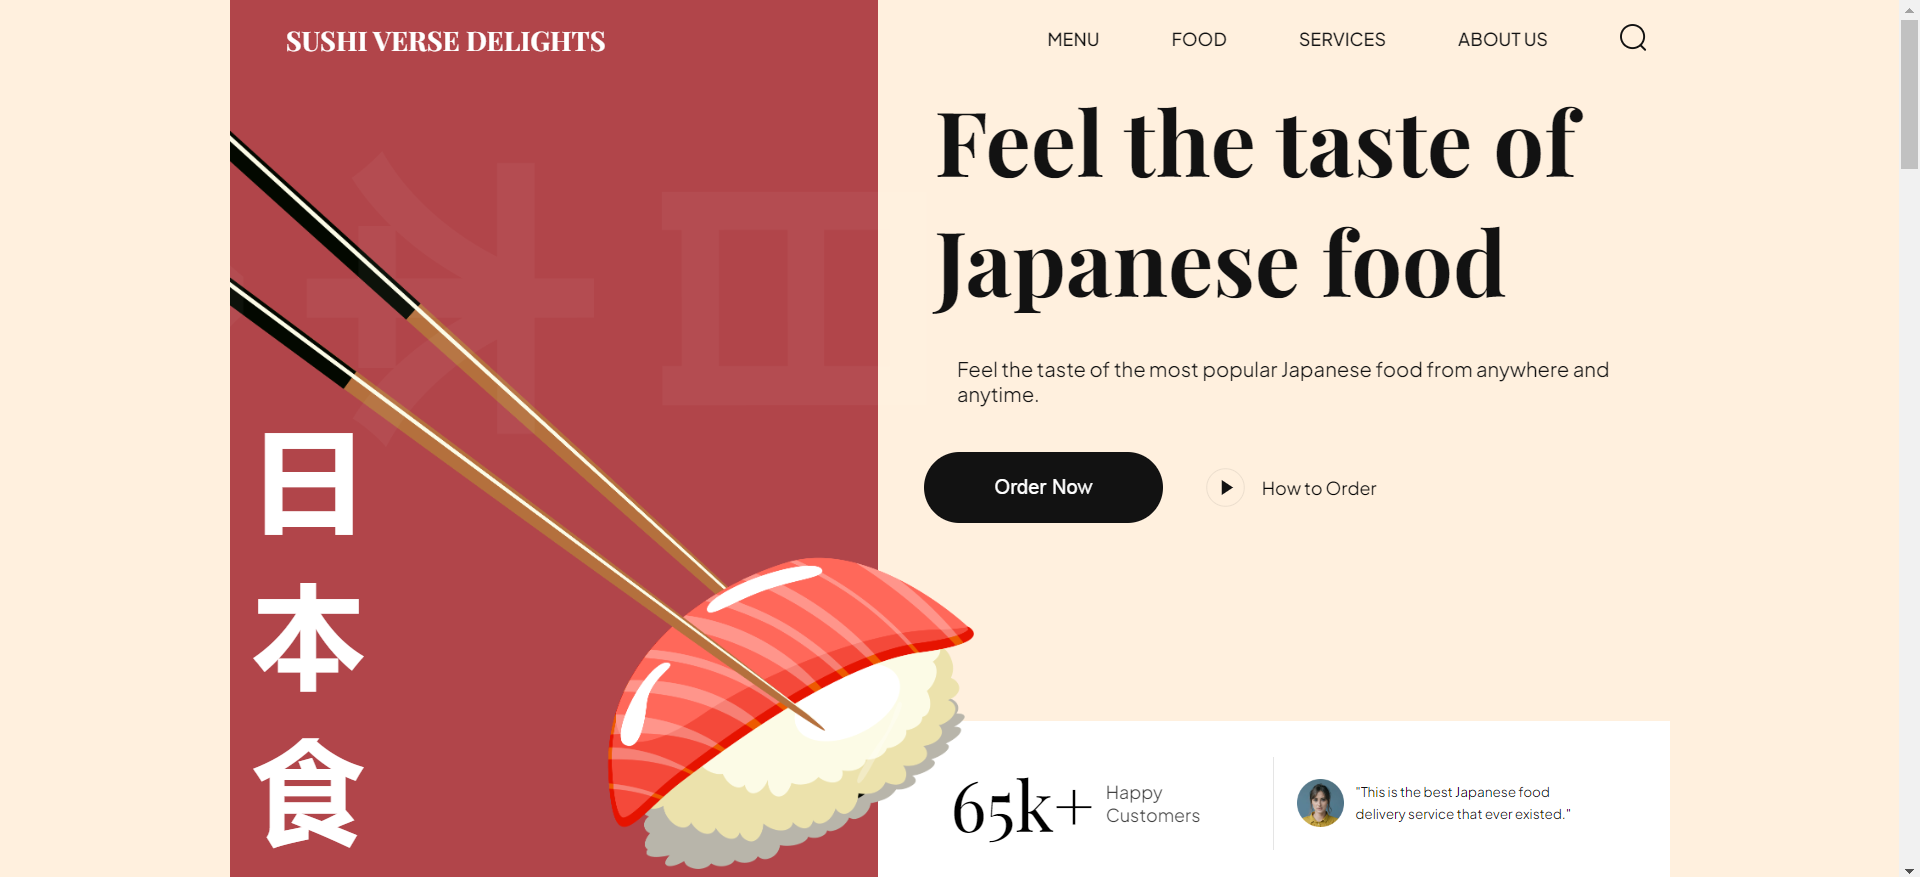 SUSHI VERSE DELIGHTS
MENU
FOOD
SERVICES
ABOUT US
Feel the taste of
Japanese food
Feel the taste of the most popular Japanese food from anywhere and
anytime.
Order Now
How to Order
日
本
食
65k+
Happy
Customers
"This is the best Japanese food
delivery service that ever existed."